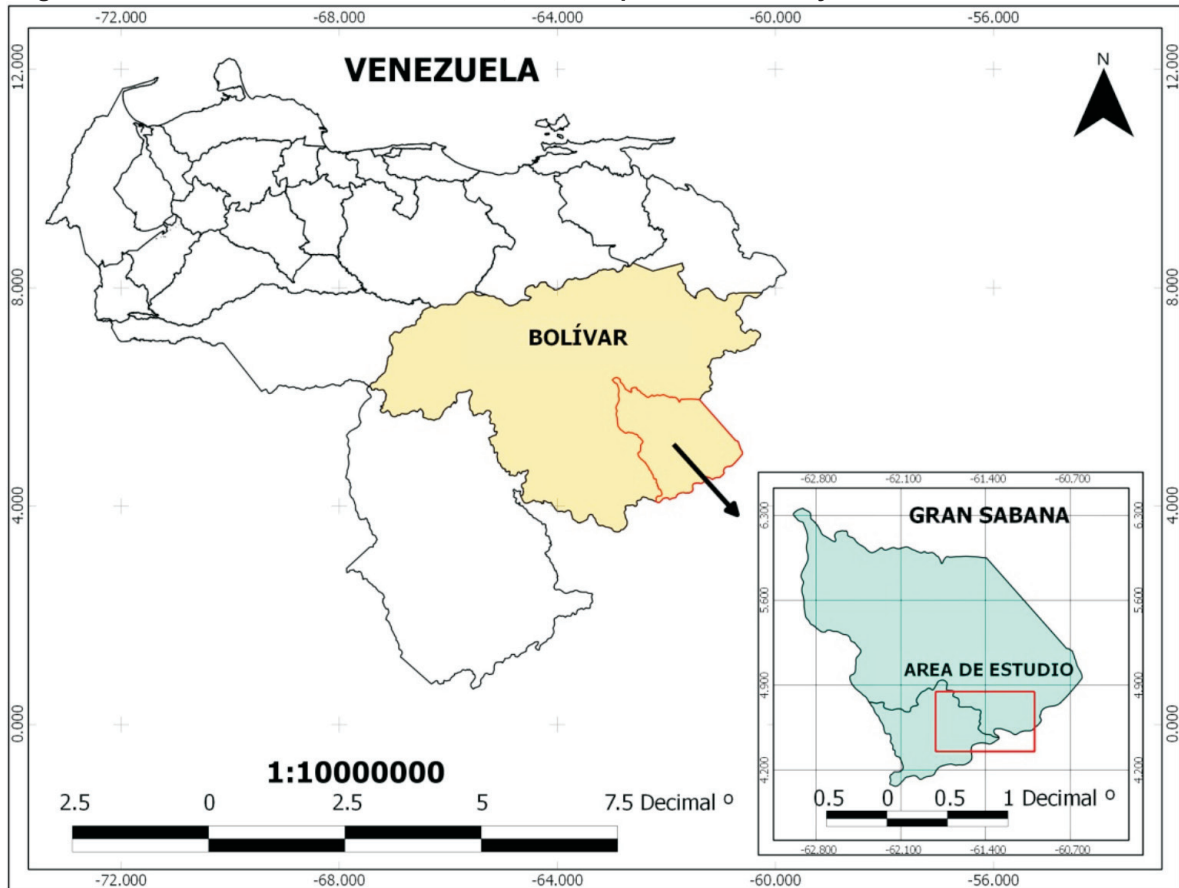 -72.000 -68.000 -64.000 -60.000 -56.000
VENEZUELA
N
12.000 12.000
8.000 8.000
BOLÍVAR
4.000 4.000
0.000 0.000
-62.800 -62.100 -61.400 -60.700
GRAN SABANA
6.300 6.300
5.600 5.600
AREA DE ESTUDIO
4.900 4.900
4.200 4.200
0.5 0 0.5 1 Decimal º
-62.800 -62.100 -61.400 -60.700
1:10000000
2.5 0 2.5 5 7.5 Decimal º
-72.000 -68.000 -64.000 -60.000 -56.000